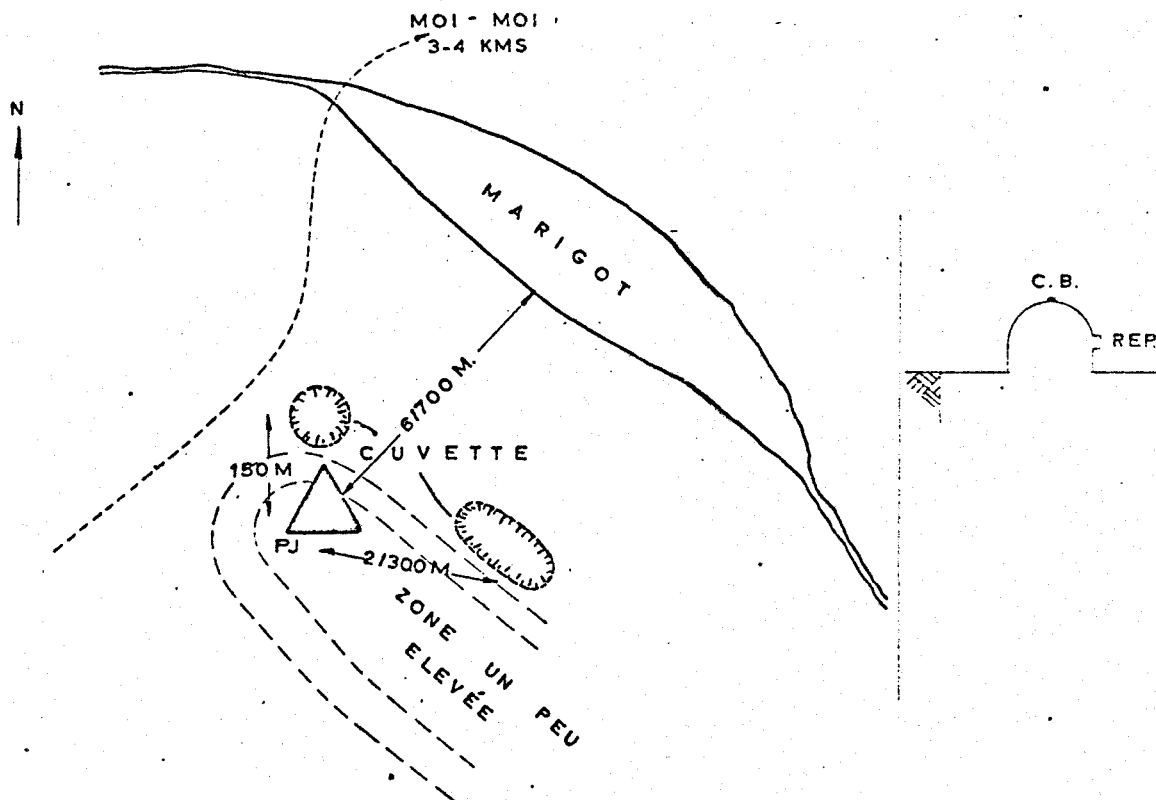 MOI - MOI
3-4 KMS
N
MARIGOT
C.B.
REP.
6/700 M.
CUVETTE
150 M
PJ
2/300 M
ZONE UN PEU
ELEVÉE